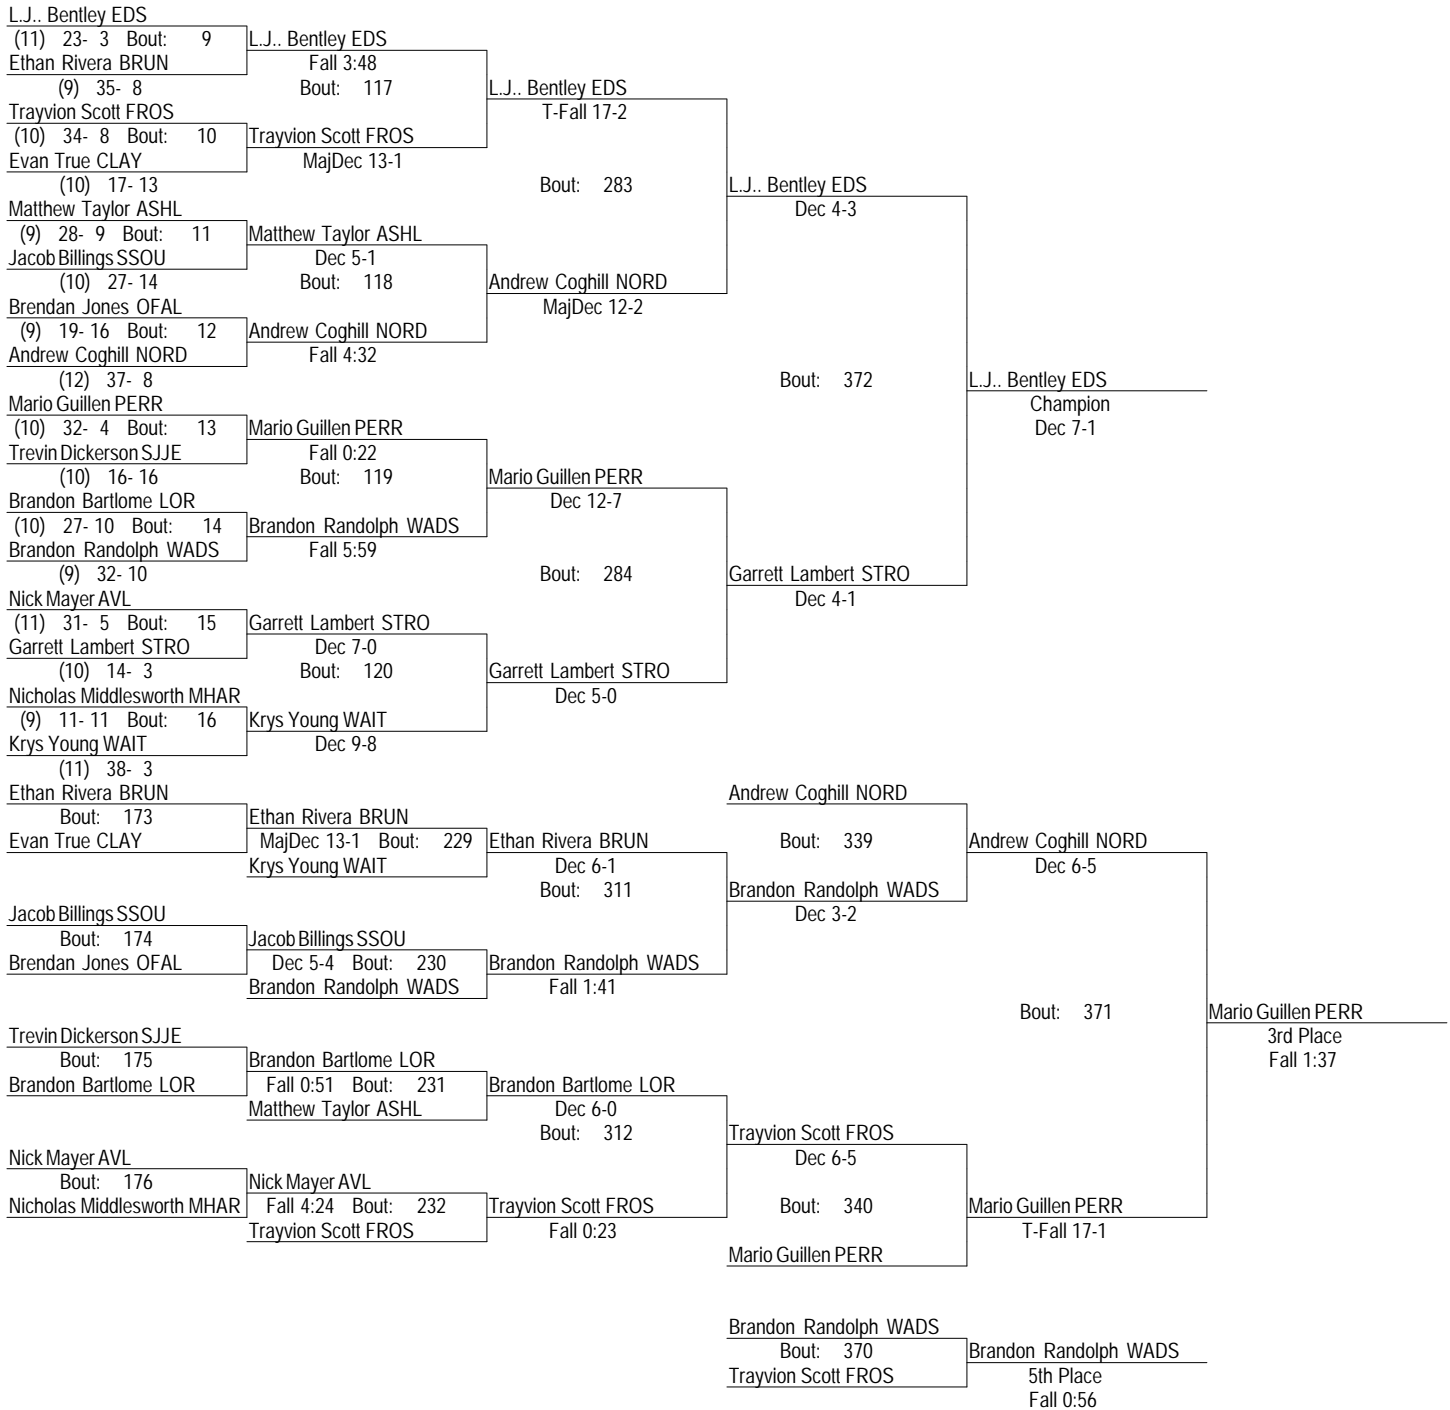 L.J.. Bentley EDS
(11) 23- 3 Bout: 9 L.J.. Bentley EDS
Ethan Rivera BRUN Fall 3:48
(9) 35- 8 Bout: 117 L.J.. Bentley EDS
Trayvion Scott FROS T-Fall 17-2
(10) 34- 8 Bout: 10 Trayvion Scott FROS
Evan True CLAY MajDec 13-1
(10) 17- 13 Bout: 283 L.J.. Bentley EDS
Matthew Taylor ASHL Dec 4-3
(9) 28- 9 Bout: 11 Matthew Taylor ASHL
Jacob Billings SSOU Dec 5-1
(10) 27- 14 Bout: 118 Andrew Coghill NORD
Brendan Jones OFAL MajDec 12-2
(9) 19- 16 Bout: 12 Andrew Coghill NORD
Andrew Coghill NORD Fall 4:32
(12) 37- 8 Bout: 372 L.J.. Bentley EDS
Mario Guillen PERR Champion
(10) 32- 4 Bout: 13 Mario Guillen PERR Dec 7-1
Trevin Dickerson SJJE Fall 0:22
(10) 16- 16 Bout: 119 Mario Guillen PERR
Brandon Bartlome LOR Dec 12-7
(10) 27- 10 Bout: 14 Brandon Randolph WADS
Brandon Randolph WADS Fall 5:59
(9) 32- 10 Bout: 284 Garrett Lambert STRO
Nick Mayer AVL Dec 4-1
(11) 31- 5 Bout: 15 Garrett Lambert STRO
Garrett Lambert STRO Dec 7-0
(10) 14- 3 Bout: 120 Garrett Lambert STRO
Nicholas Middlesworth MHAR Dec 5-0
(9) 11- 11 Bout: 16 Krys Young WAIT
Krys Young WAIT Dec 9-8
(11) 38- 3
Ethan Rivera BRUN Andrew Coghill NORD
Bout: 173 Ethan Rivera BRUN
Evan True CLAY MajDec 13-1 Bout: 229 Ethan Rivera BRUN Bout: 339 Andrew Coghill NORD
Krys Young WAIT Dec 6-1 Dec 6-5
Bout: 311 Brandon Randolph WADS
Jacob Billings SSOU Dec 3-2
Bout: 174 Jacob Billings SSOU
Brendan Jones OFAL Dec 5-4 Bout: 230 Brandon Randolph WADS
Brandon Randolph WADS Fall 1:41
Bout: 371 Mario Guillen PERR
Trevin Dickerson SJJE 3rd Place
Bout: 175 Brandon Bartlome LOR Fall 1:37
Brandon Bartlome LOR Fall 0:51 Bout: 231 Brandon Bartlome LOR
Matthew Taylor ASHL Dec 6-0
Bout: 312 Trayvion Scott FROS
Nick Mayer AVL Dec 6-5
Bout: 176 Nick Mayer AVL
Nicholas Middlesworth MHAR Fall 4:24 Bout: 232 Trayvion Scott FROS Bout: 340 Mario Guillen PERR
Trayvion Scott FROS Fall 0:23 T-Fall 17-1
Mario Guillen PERR
Brandon Randolph WADS
Bout: 370 Brandon Randolph WADS
Trayvion Scott FROS 5th Place
Fall 0:56